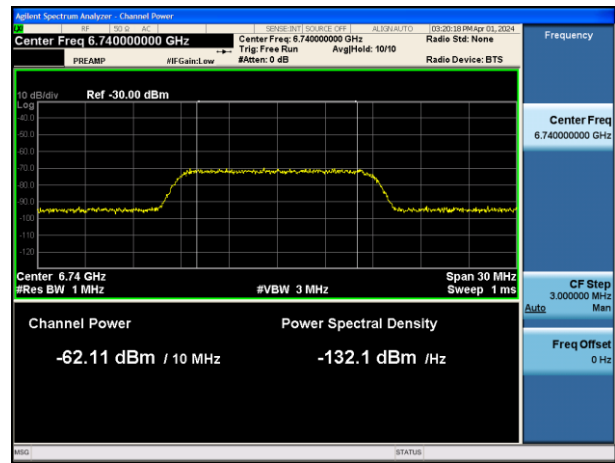 Agilent Spectrum Analyzer - Channel Power
RF 50 Ω AC SENSE:INT SOURCE OFF ALIGN AUTO 03:20:18 PM Apr 01, 2024
Center Freq 6.740000000 GHz
Center Freq: 6.740000000 GHz
Radio Std: None
Trig: Free Run Avg|Hold: 10/10
PREAMP #IFGain:Low #Atten: 0 dB Radio Device: BTS
10 dB/div Ref -30.00 dBm
Log
-40.0
-50.0
-60.0
-70.0
-80.0
-90.0
-100
-110
-120
Center 6.74 GHz Span 30 MHz
#Res BW 1 MHz #VBW 3 MHz Sweep 1 ms
Channel Power Power Spectral Density
-62.11 dBm / 10 MHz -132.1 dBm /Hz
MSG STATUS
Frequency
Center Freq
6.740000000 GHz
CF Step
3.000000 MHz
Auto Man
Freq Offset
0 Hz